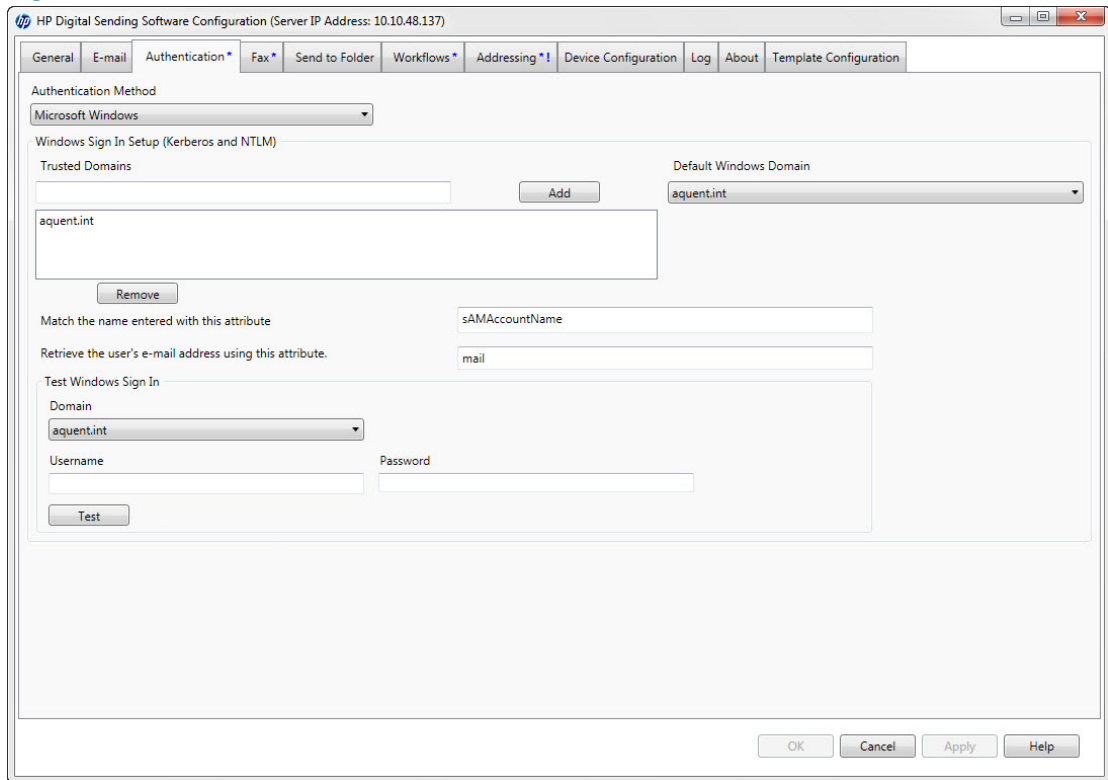 HP Digital Sending Software Configuration (Server IP Address: 10.10.48.137)
General E-mail Authentication * Fax * Send to Folder Workflows * Addressing * ! Device Configuration Log About Template Configuration
Authentication Method
Microsoft Windows
Windows Sign In Setup (Kerberos and NTLM)
Trusted Domains Default Windows Domain
Add aquent.int
aquent.int
Remove
Match the name entered with this attribute sAMAccountName
Retrieve the user's e-mail address using this attribute. mail
Test Windows Sign In
Domain
aquent.int
Username Password
Test
OK Cancel Apply Help